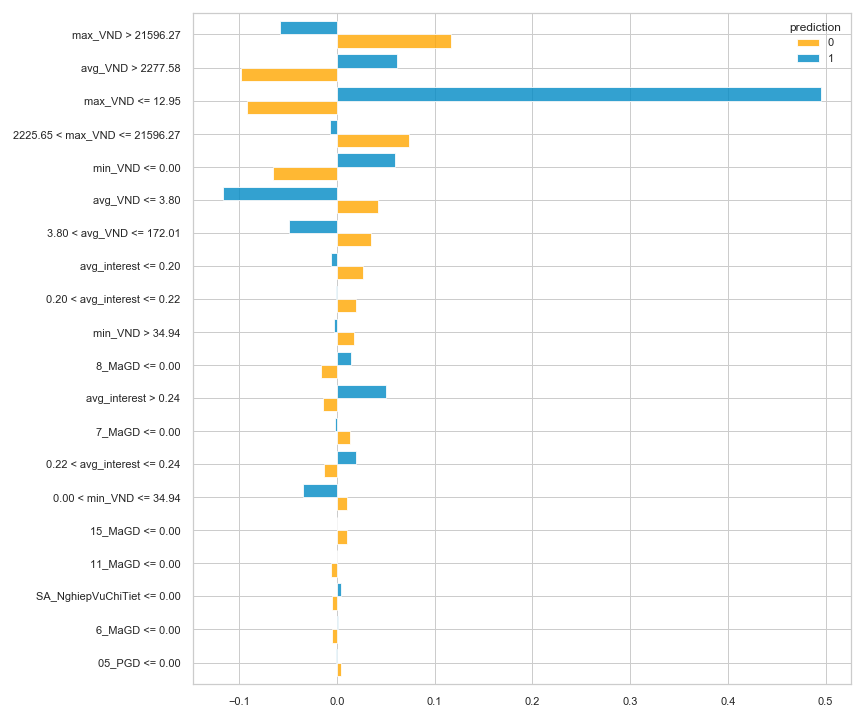 prediction
0
1
max_VND > 21596.27
avg_VND > 2277.58
max_VND <= 12.95
2225.65 < max_VND <= 21596.27
min_VND <= 0.00
avg_VND <= 3.80
3.80 < avg_VND <= 172.01
avg_interest <= 0.20
0.20 < avg_interest <= 0.22
min_VND > 34.94
8_MaGD <= 0.00
avg_interest > 0.24
7_MaGD <= 0.00
0.22 < avg_interest <= 0.24
0.00 < min_VND <= 34.94
15_MaGD <= 0.00
11_MaGD <= 0.00
SA_NghiepVuChiTiet <= 0.00
6_MaGD <= 0.00
05_PGD <= 0.00
−0.1 0.0 0.1 0.2 0.3 0.4 0.5